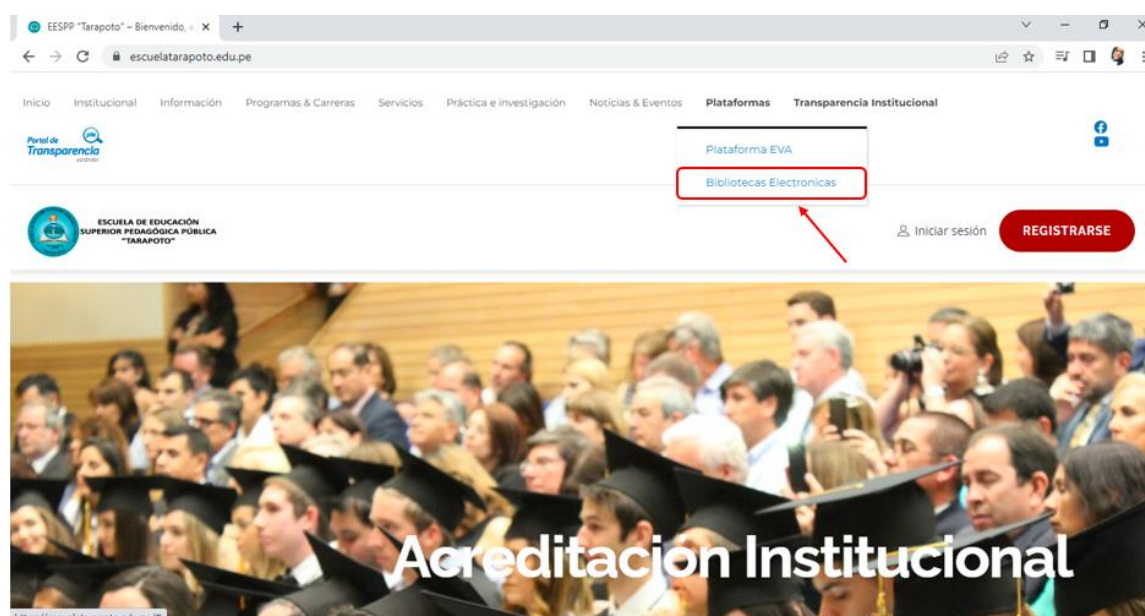 EESPP "Tarapoto" – Bienvenido, e
escuelatarapoto.edu.pe
Inicio Institucional Información Programas & Carreras Servicios Práctica e investigación Noticias & Eventos Plataformas Transparencia Institucional
Portal de
Transparencia
estándar
Plataforma EVA
Bibliotecas Electronicas
ESCUELA DE EDUCACIÓN
SUPERIOR PEDAGÓGICA PÚBLICA
"TARAPOTO"
Iniciar sesión
REGISTRARSE
Acreditación Institucional